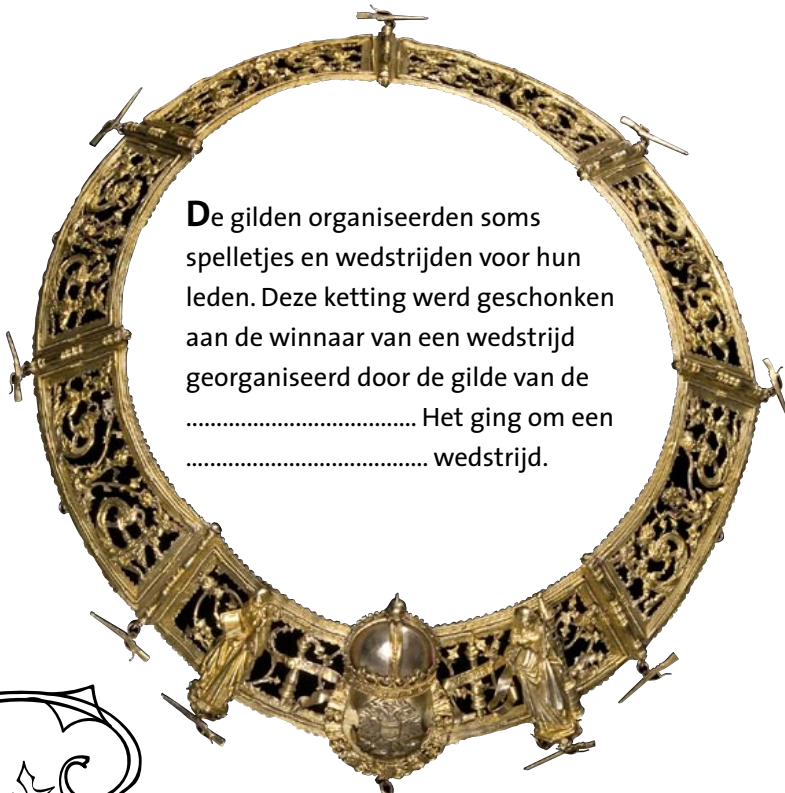 De gilden organiseerden soms
spelletjes en wedstrijden voor hun
leden. Deze ketting werd geschonken
aan de winnaar van een wedstrijd
georganiseerd door de gilde van de
...................................... Het ging om een
........................................ wedstrijd.